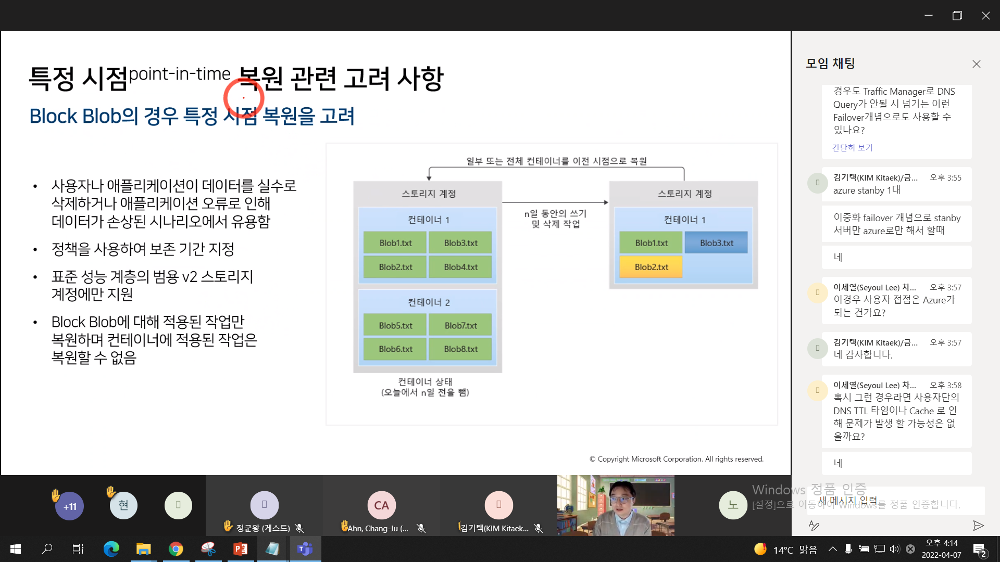 특정 시점point-in-time 복원 관련 고려 사항
Block Blob의 경우 특정 시점 복원을 고려
• 사용자나 애플리케이션이 데이터를 실수로
삭제하거나 애플리케이션 오류로 인해
데이터가 손상된 시나리오에서 유용함
• 정책을 사용하여 보존 기간 지정
• 표준 성능 계층의 범용 v2 스토리지
계정에만 지원
• Block Blob에 대해 적용된 작업만
복원하며 컨테이너에 적용된 작업은
복원할 수 없음
일부 또는 전체 컨테이너를 이전 시점으로 복원
스토리지 계정
컨테이너 1
Blob1.txt
Blob3.txt
Blob2.txt
Blob4.txt
컨테이너 2
Blob5.txt
Blob7.txt
Blob6.txt
Blob8.txt
컨테이너 상태
(오늘에서 n일 전을 뺌)
n일 동안의 쓰기
및 삭제 작업
스토리지 계정
컨테이너 1
Blob1.txt
Blob3.txt
Blob2.txt
© Copyright Microsoft Corporation. All rights reserved.
모임 채팅
경우도 Traffic Manager로 DNS
Query가 안될 시 넘기는 이런
Failover개념으로도 사용할 수
있나요?
간단히 보기
김기택(KIM Kitaek)/금... 오후 3:55
azure stanby 1대
이중화 failover 개념으로 stanby
서버만 azure로만 해서 할때
네
이세열(Seyoul Lee) 차... 오후 3:57
이경우 사용자 접점은 Azure가
되는 건가요?
김기택(KIM Kitaek)/금... 오후 3:57
네 감사합니다.
이세열(Seyoul Lee) 차... 오후 3:58
혹시 그런 경우라면 사용자단의
DNS TTL 타임이나 Cache 로 인
해 문제가 발생 할 가능성은 없
을까요?
네
Windows 정품 인증
[설정]으로 이동하여 Windows를 정품 인증합니다.
새 메시지 입력
+11
현
정군왕 (게스트)
CA
Ahn, Chang-Ju (...
김기택(KIM Kitaek...
노
14°C 맑음
오후 4:14
2022-04-07
2